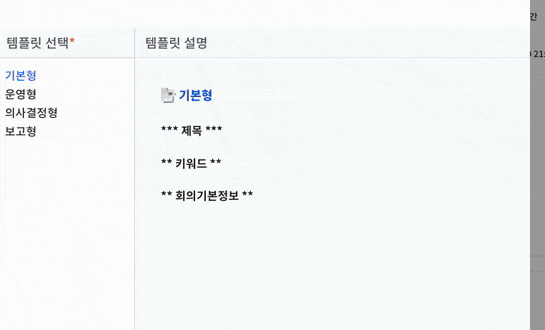 템플릿 선택*
템플릿 설명
기본형
운영형
의사결정형
보고형
기본형
*** 제목 ***
** 키워드 **
** 회의기본정보 **
간
21: